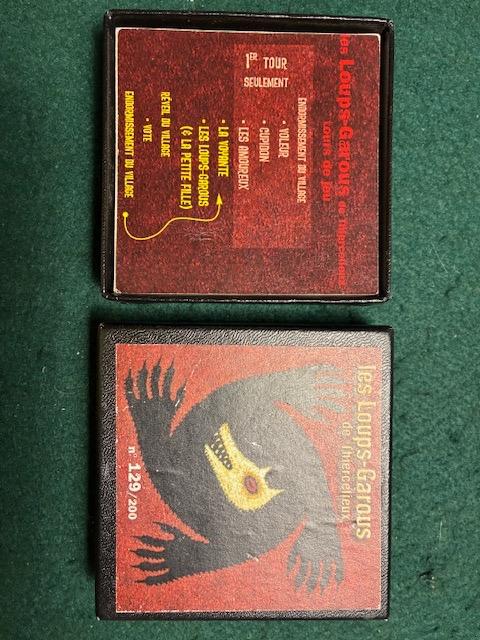 les Loups-Garous de Thiercelieux
Tours de jeu
1ER TOUR
SEULEMENT
ENDORMISSEMENT DU VILLAGE
• VOLEUR
• CUPIDON
• LES AMOUREUX
• LA VOYANTE
• LES LOUPS-GAROUS
(& LA PETITE FILLE)
RÉVEIL DU VILLAGE
• VOTE
ENDORMISSEMENT DU VILLAGE
les Loups-Garous
de Thiercelieux
n° 129/200